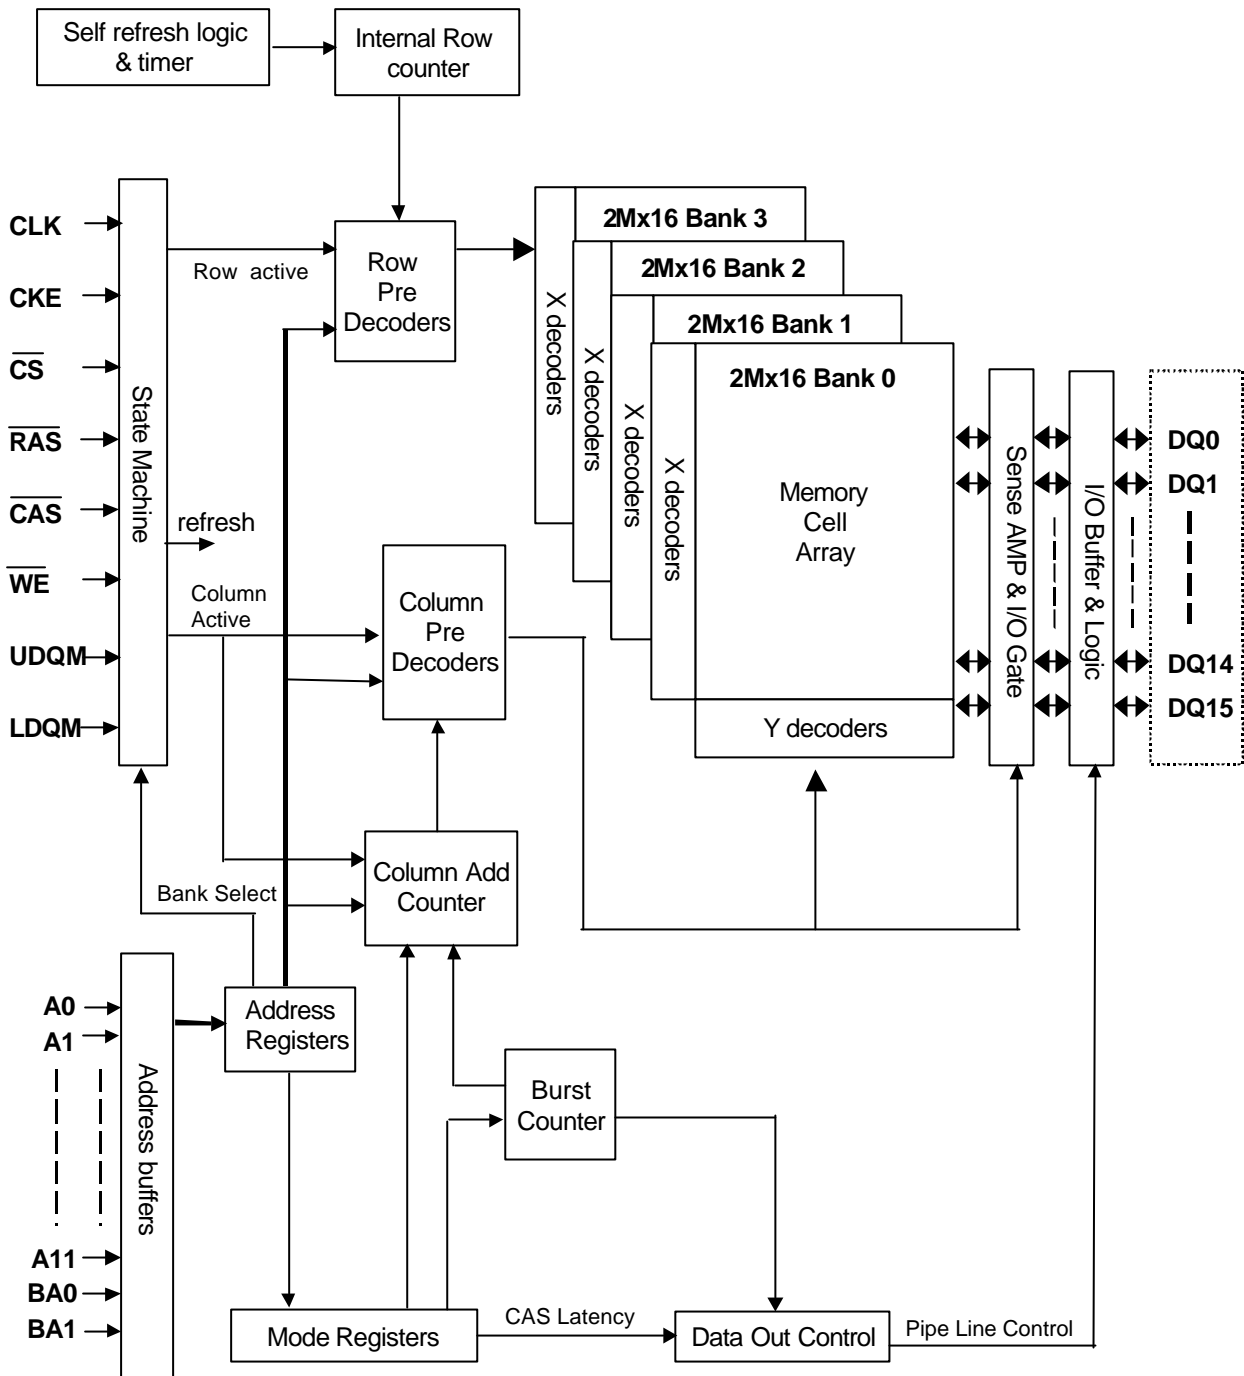 Self refresh logic
& timer
Internal Row
counter
CLK
CKE
CS
RAS
CAS
WE
UDQM
LDQM
State Machine
Row active
refresh
Column
Active
Bank Select
Row
Pre
Decoders
Column
Pre
Decoders
Column Add
Counter
X decoders
X decoders
X decoders
X decoders
2Mx16 Bank 3
2Mx16 Bank 2
2Mx16 Bank 1
2Mx16 Bank 0
Memory
Cell
Array
Y decoders
Sense AMP & I/O Gate
I/O Buffer & Logic
DQ0
DQ1
DQ14
DQ15
A0
A1
A11
BA0
BA1
Address buffers
Address
Registers
Burst
Counter
Mode Registers
CAS Latency
Data Out Control
Pipe Line Control